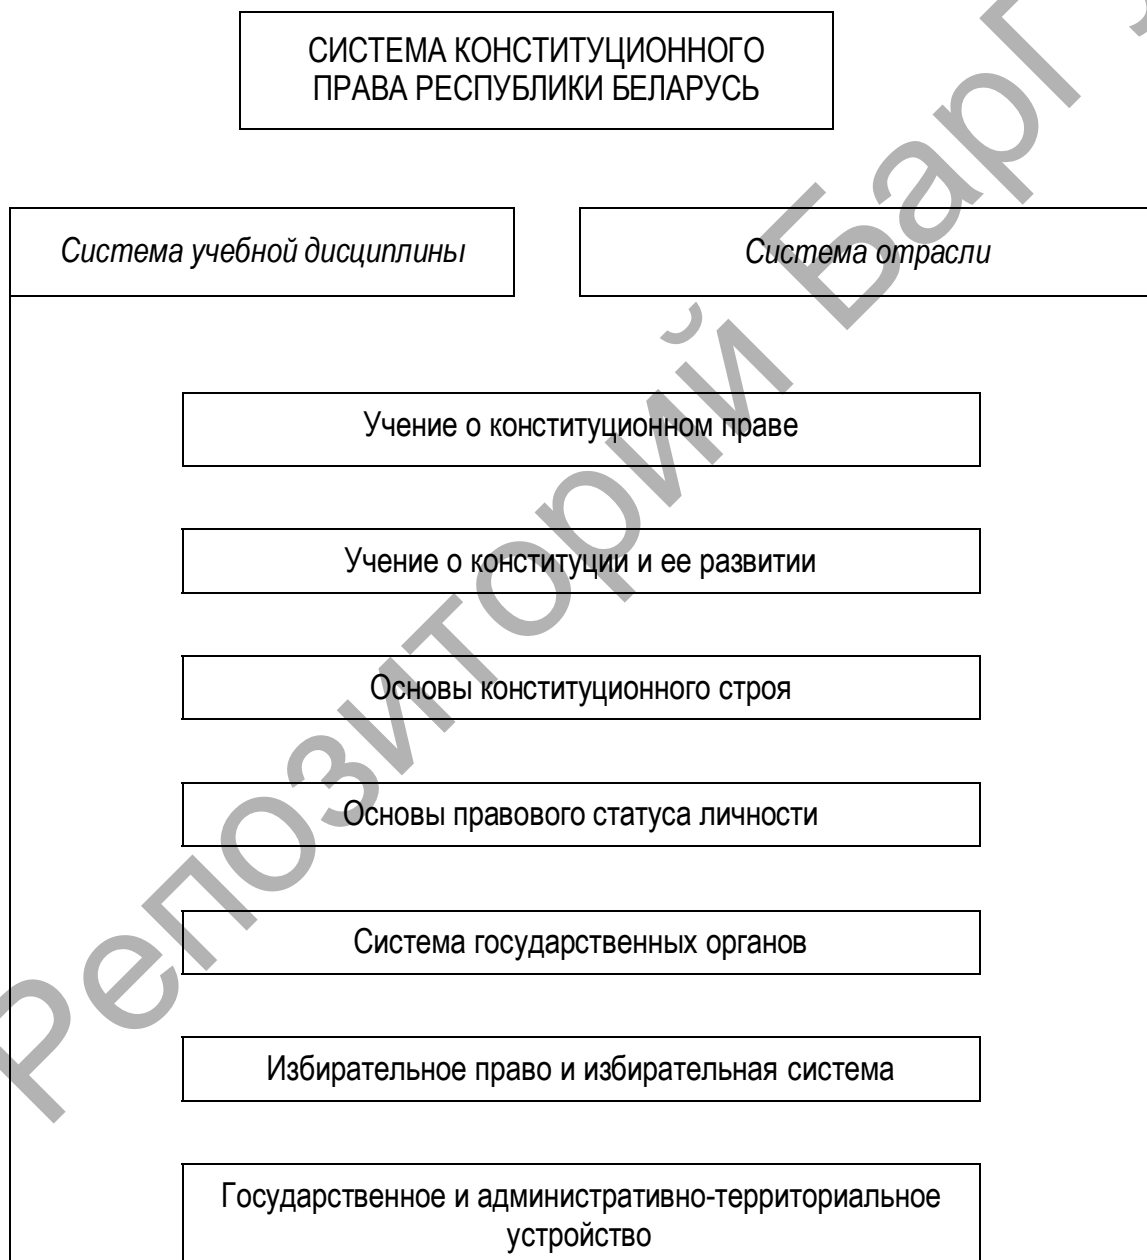 СИСТЕМА КОНСТИТУЦИОННОГО
ПРАВА РЕСПУБЛИКИ БЕЛАРУСЬ
Система учебной дисциплины
Система отрасли
Учение о конституционном праве
Учение о конституции и ее развитии
Основы конституционного строя
Основы правового статуса личности
Система государственных органов
Избирательное право и избирательная система
Государственное и административно-территориальное
устройство
Репозиторий БарГУ